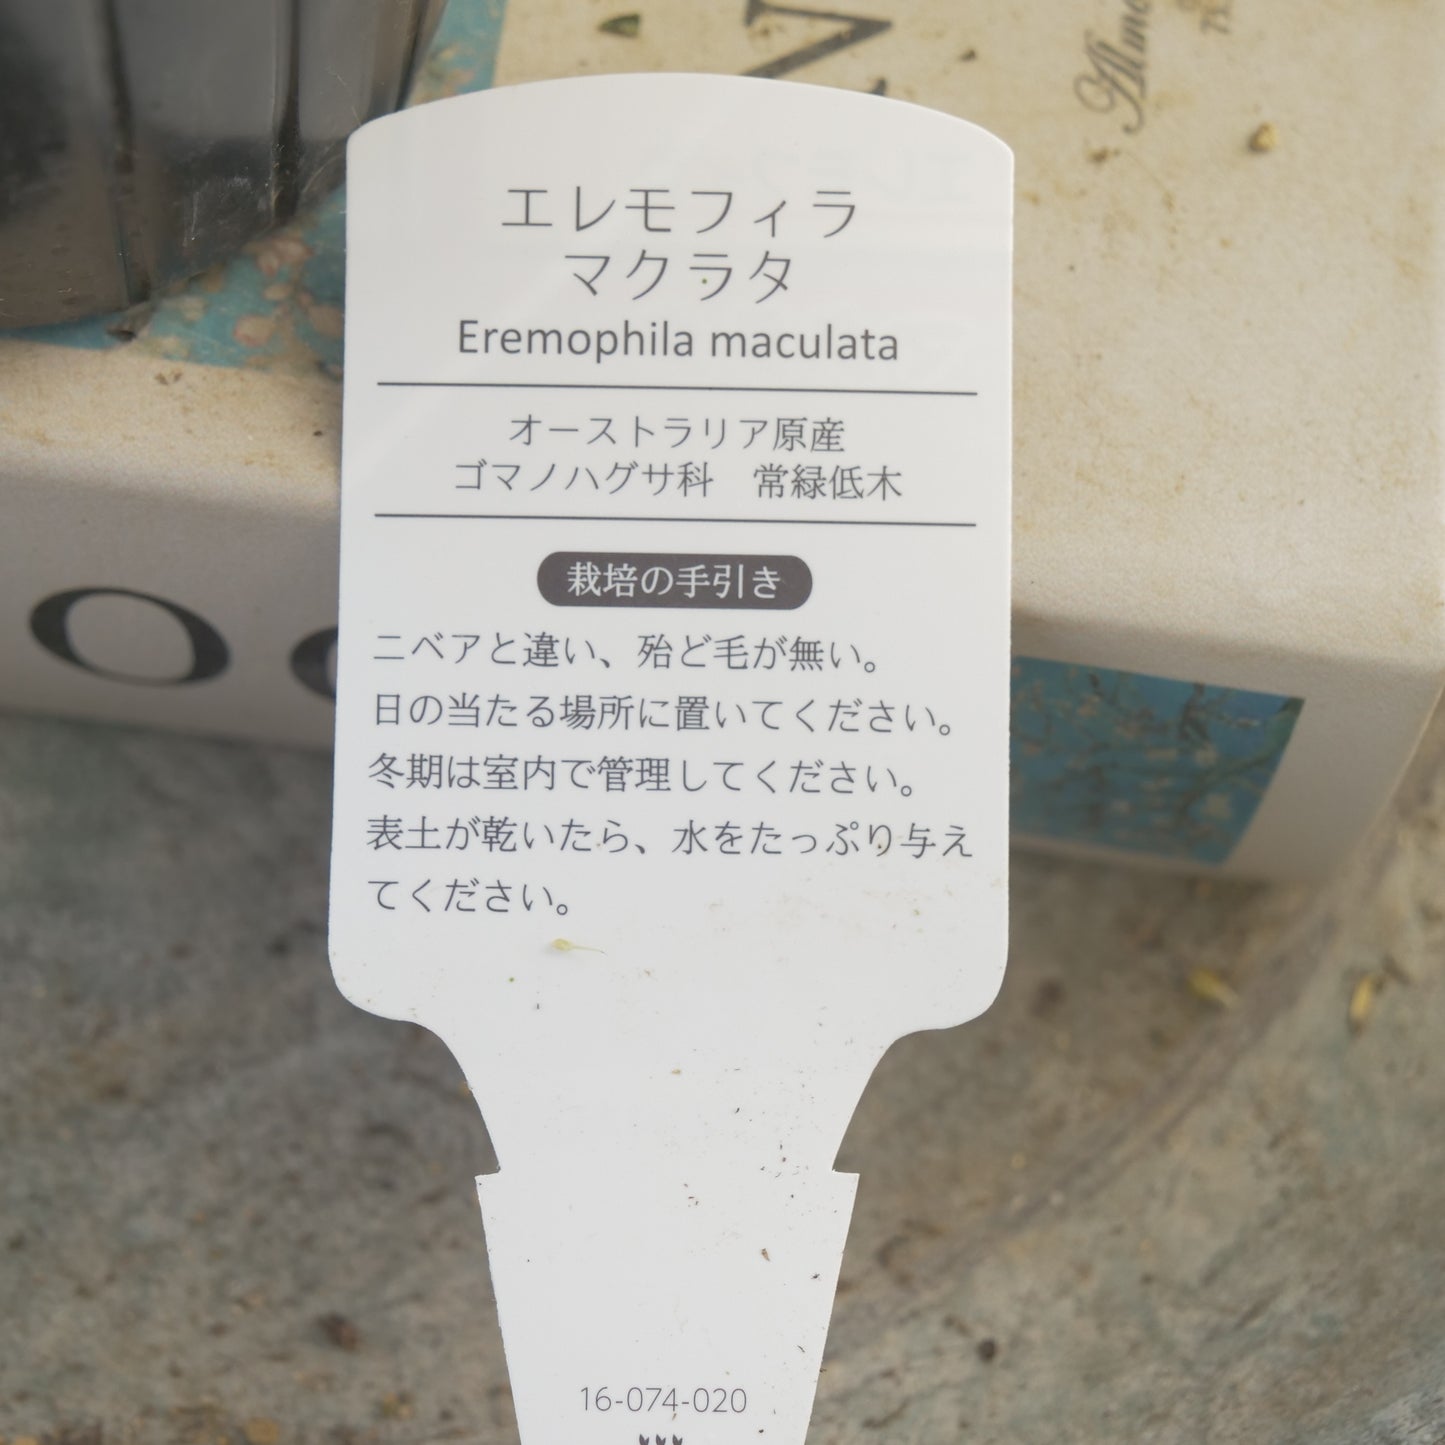 エレモフィラ
マクラタ
Eremophila maculata
オーストラリア原産
ゴマノハグサ科　常緑低木
栽培の手引き
ニベアと違い、殆ど毛が無い。
日の当たる場所に置いてください。
冬期は室内で管理してください。
表土が乾いたら、水をたっぷり与え
てください。
16-074-020